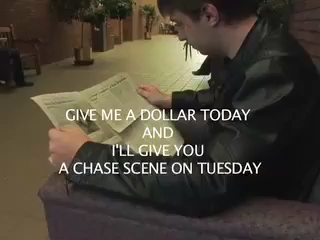 GIVE ME A DOLLAR TODAY
AND
I'LL GIVE YOU
A CHASE SCENE ON TUESDAY